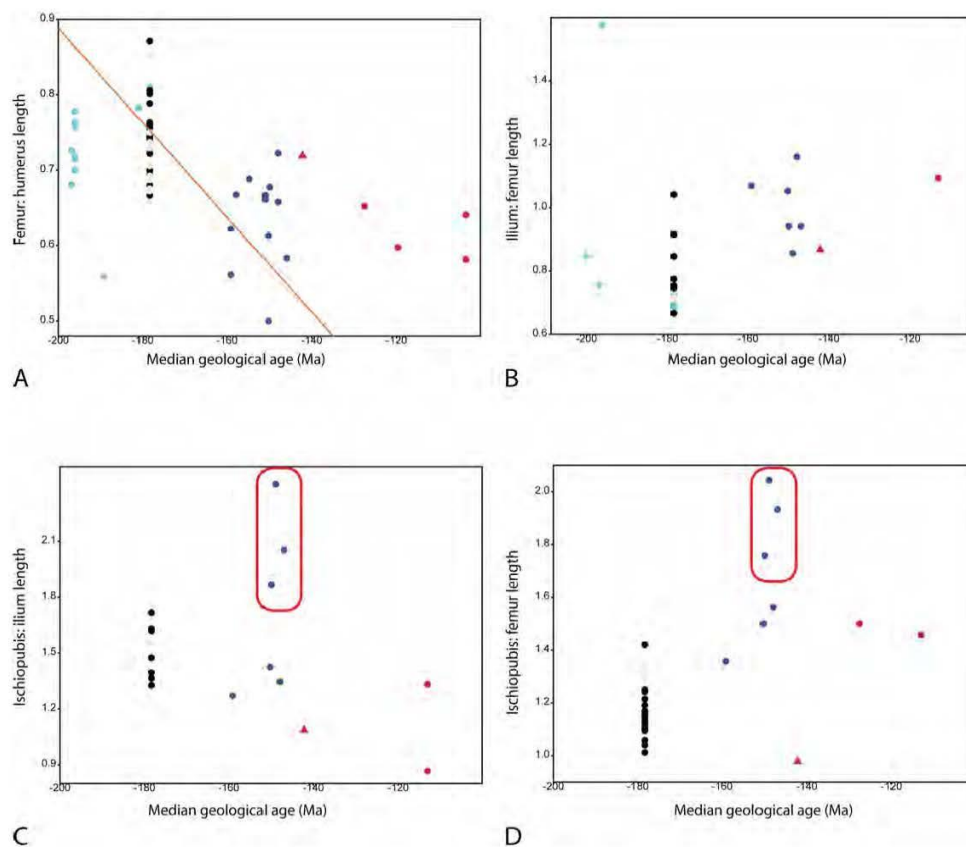 0.9
0.8
0.7
0.6
0.5
Femur: humerus length
-200 -180 -160 -140 -120
Median geological age (Ma)
A
1.4
1.2
1.0
0.8
0.6
Ilium: femur length
-200 -180 -160 -140 -120
Median geological age (Ma)
B
2.1
1.8
1.5
1.2
0.9
Ischiopubis: ilium length
-200 -180 -160 -140 -120
Median geological age (Ma)
C
2.0
1.8
1.6
1.4
1.2
1.0
Ischiopubis: femur length
-200 -180 -160 -140 -120
Median geological age (Ma)
D